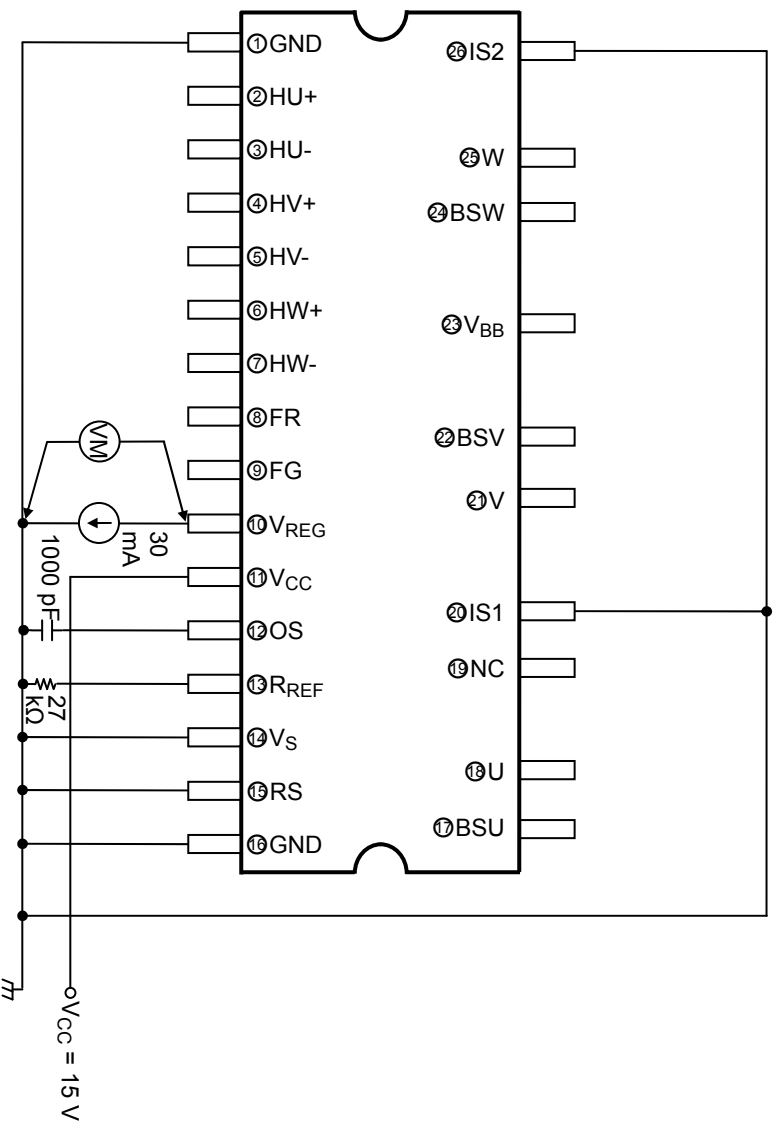 ①GND
②HU+
③HU-
④HV+
⑤HV-
⑥HW+
⑦HW-
⑧FR
⑨FG
⑩VREG
⑪VCC
⑫OS
⑬RREF
⑭VS
⑮RS
⑯GND
㉖IS2
㉕W
㉔BSW
㉓VBB
㉒BSV
㉑V
⑳IS1
⑲NC
⑱U
⑰BSU
VM
30
mA
1000 pF
27
kΩ
VCC = 15 V